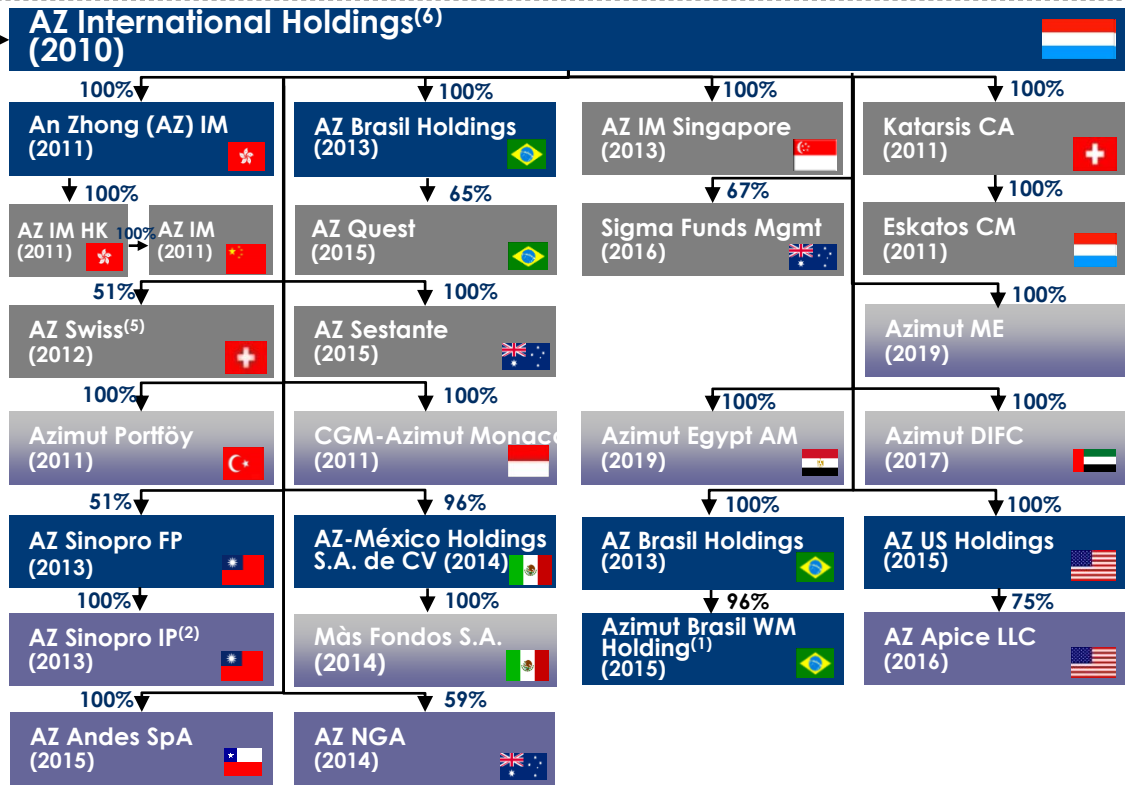 AZ International Holdings(6)
(2010)
100%
100%
100%
100%
An Zhong (AZ) IM
(2011)
AZ Brasil Holdings
(2013)
AZ IM Singapore
(2013)
Katarsis CA
(2011)
100%
65%
67%
100%
AZ IM HK
(2011)
100%
AZ IM
(2011)
AZ Quest
(2015)
Sigma Funds Mgmt
(2016)
Eskatos CM
(2011)
51%
100%
100%
AZ Swiss(5)
(2012)
AZ Sestante
(2015)
Azimut ME
(2019)
100%
100%
100%
100%
Azimut Portföy
(2011)
CGM-Azimut Monaco
(2011)
Azimut Egypt AM
(2019)
Azimut DIFC
(2017)
51%
96%
100%
100%
AZ Sinopro FP
(2013)
AZ-México Holdings
S.A. de CV (2014)
AZ Brasil Holdings
(2013)
AZ US Holdings
(2015)
100%
100%
96%
75%
AZ Sinopro IP(2)
(2013)
Màs Fondos S.A.
(2014)
Azimut Brasil WM
Holding(1)
(2015)
AZ Apice LLC
(2016)
100%
59%
AZ Andes SpA
(2015)
AZ NGA
(2014)